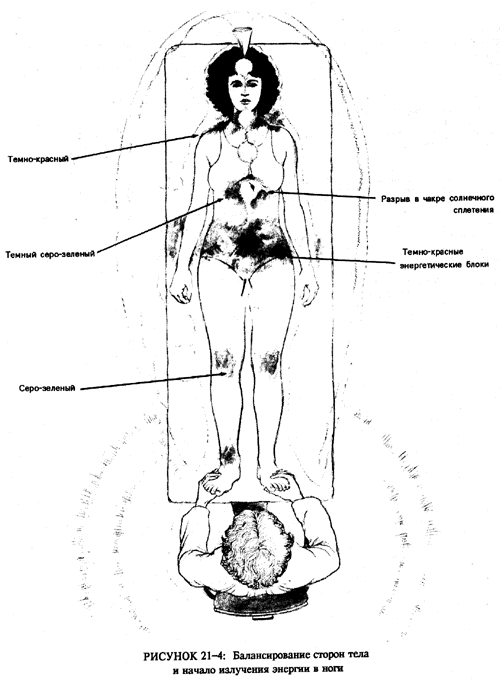 Темно-красный
Разрыв в чакре солнечного
сплетения
Темный серо-зеленый
Темно-красные
энергетические блоки
Серо-зеленый
РИСУНОК 21–4: Балансирование сторон тела
и начало излучения энергии в ноги